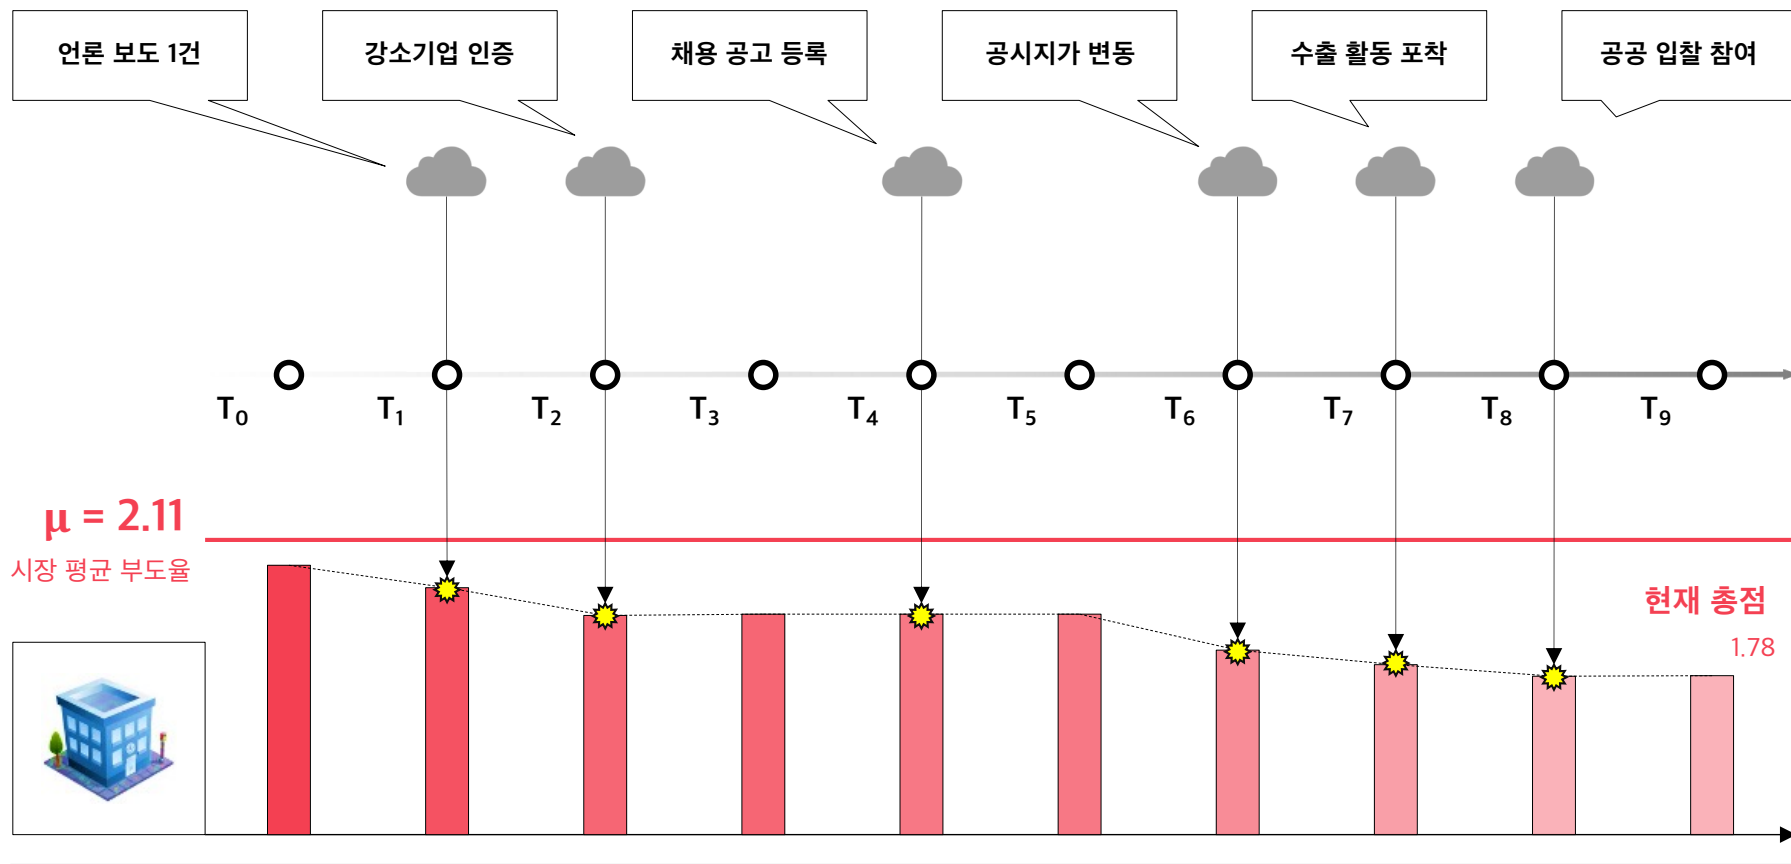 언론 보도 1건
강소기업 인증
채용 공고 등록
공시지가 변동
수출 활동 포착
공공 입찰 참여
T0
T1
T2
T3
T4
T5
T6
T7
T8
T9
μ = 2.11
시장 평균 부도율
현재 총점
1.78